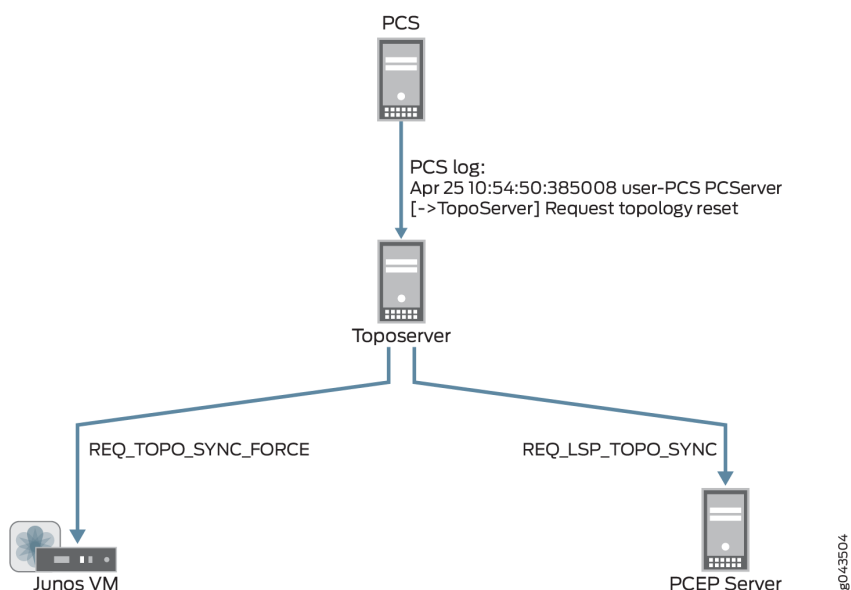 PCS
PCS log:
Apr 25 10:54:50:385008 user-PCS PCServer
[->TopoServer] Request topology reset
Toposerver
REQ_TOPO_SYNC_FORCE
REQ_LSP_TOPO_SYNC
Junos VM
PCEP Server
g043504